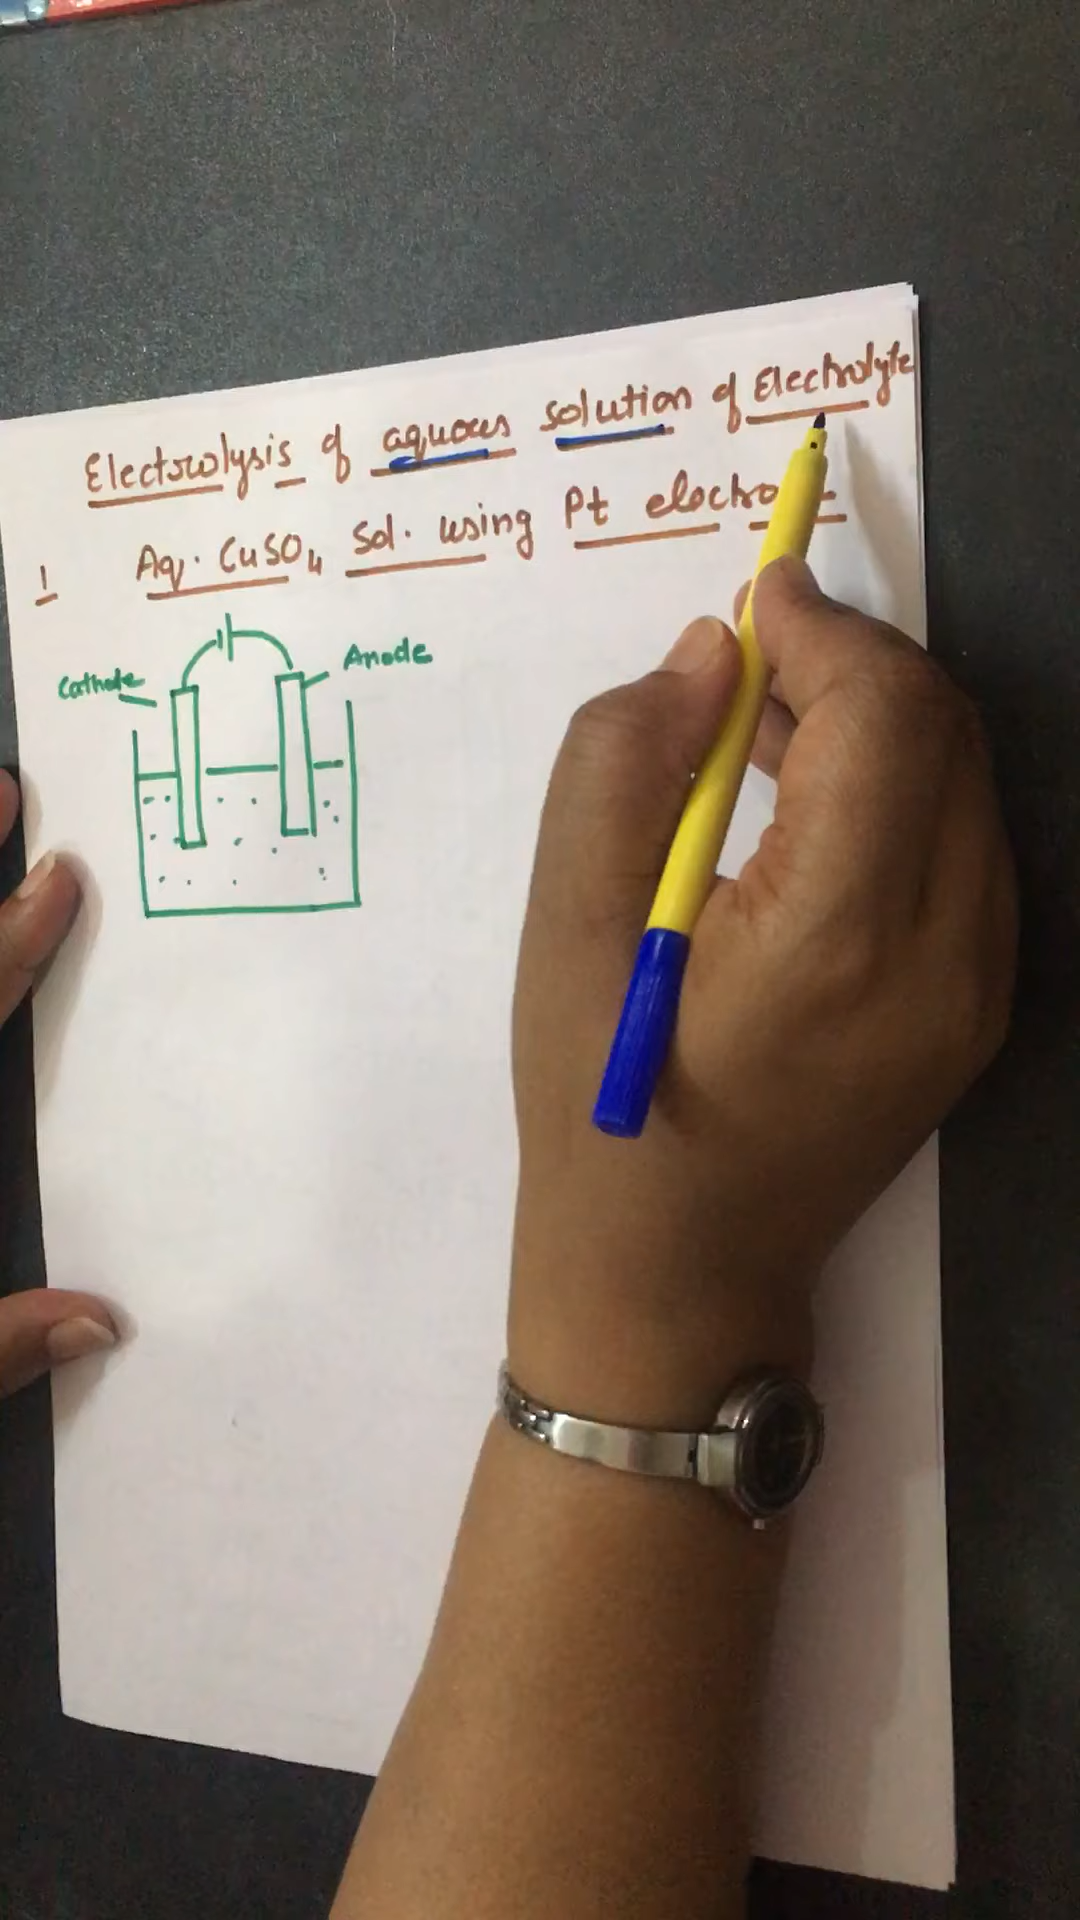 Electrolysis of aquous solution of Electrolyte
1 Aq. CuSO4 Sol. using Pt
Cathode
Anode